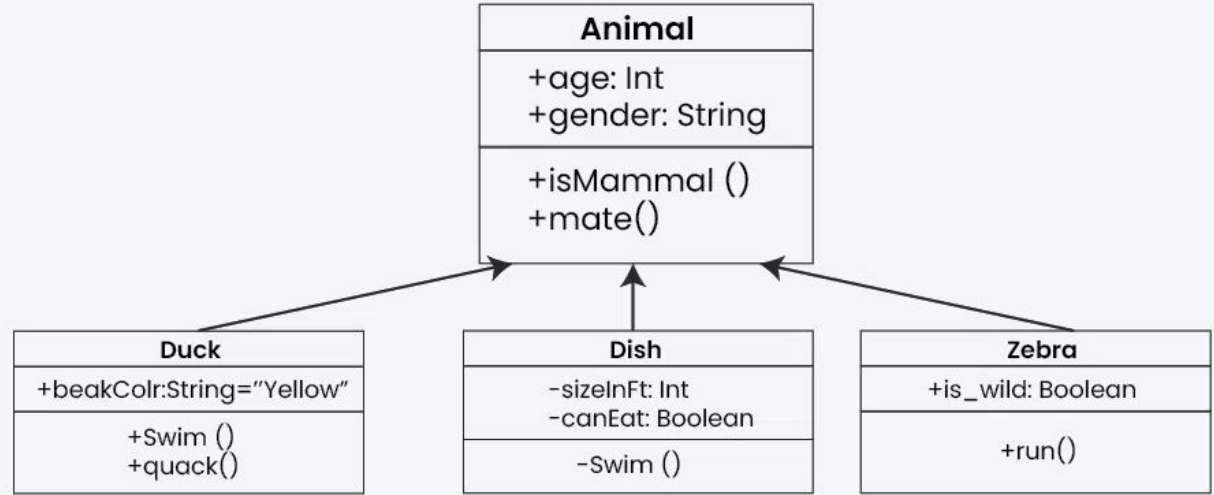 Animal
+age: Int
+gender: String
+isMammal ()
+mate()
Duck
+beakColr:String=”Yellow”
+Swim ()
+quack()
Dish
-sizeInFt: Int
-canEat: Boolean
-Swim ()
Zebra
+is_wild: Boolean
+run()